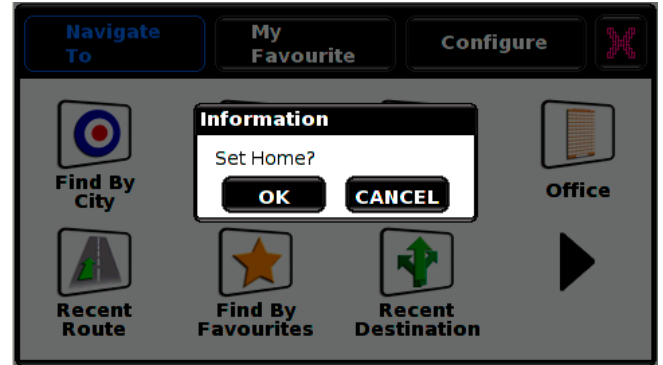 Navigate
To
My
Favourite
Configure
Information
Set Home?
OK
CANCEL
Find By
City
Office
Recent
Route
Find By
Favourites
Recent
Destination